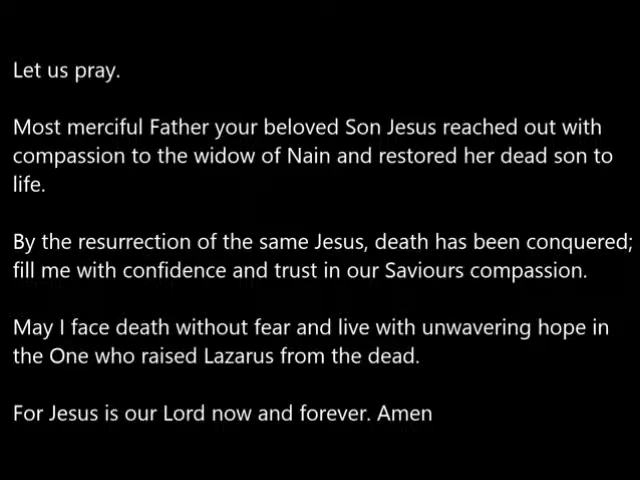 Let us pray.
Most merciful Father your beloved Son Jesus reached out with
compassion to the widow of Nain and restored her dead son to
life.
By the resurrection of the same Jesus, death has been conquered;
fill me with confidence and trust in our Saviours compassion.
May I face death without fear and live with unwavering hope in
the One who raised Lazarus from the dead.
For Jesus is our Lord now and forever. Amen